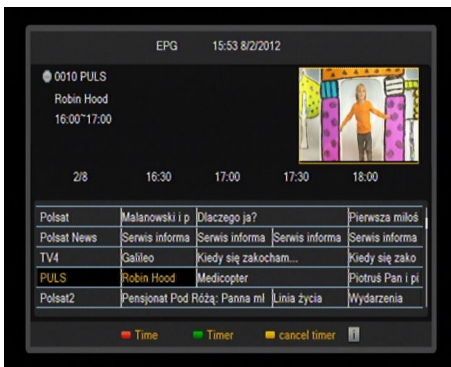 EPG 15:53 8/2/2012
0010 PULS
Robin Hood
16:00~17:00
2/8 16:30 17:00 17:30 18:00
Polsat Malanowski i p Dlaczego ja? Pierwsza miloś
Polsat News Serwis informa Serwis informa Serwis informa Serwis informa
TV4 Galileo Kiedy się zakocham... Kiedy się zako
PULS Robin Hood Medicopter Piotruś Pan i pi
Polsat2 Pensjonat Pod Różą: Panna mł Linia życia Wydarzenia
Time Timer cancel timer i